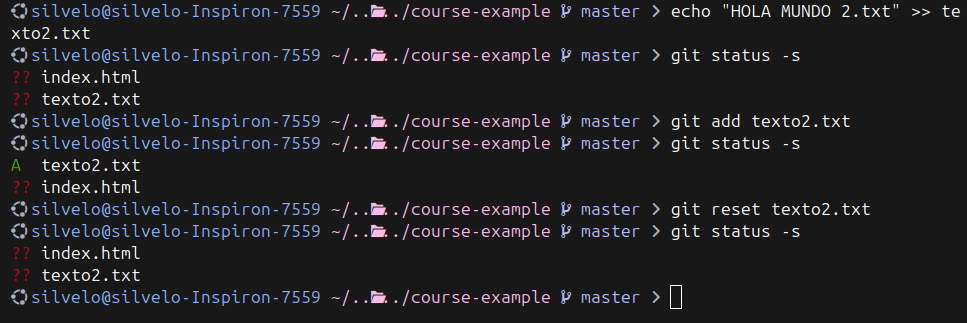 silvelo@silvelo-Inspiron-7559 ~/../../course-example master > echo "HOLA MUNDO 2.txt" >> te
xto2.txt
silvelo@silvelo-Inspiron-7559 ~/../../course-example master > git status -s
?? index.html
?? texto2.txt
silvelo@silvelo-Inspiron-7559 ~/../../course-example master > git add texto2.txt
silvelo@silvelo-Inspiron-7559 ~/../../course-example master > git status -s
A  texto2.txt
?? index.html
silvelo@silvelo-Inspiron-7559 ~/../../course-example master > git reset texto2.txt
silvelo@silvelo-Inspiron-7559 ~/../../course-example master > git status -s
?? index.html
?? texto2.txt
silvelo@silvelo-Inspiron-7559 ~/../../course-example master >